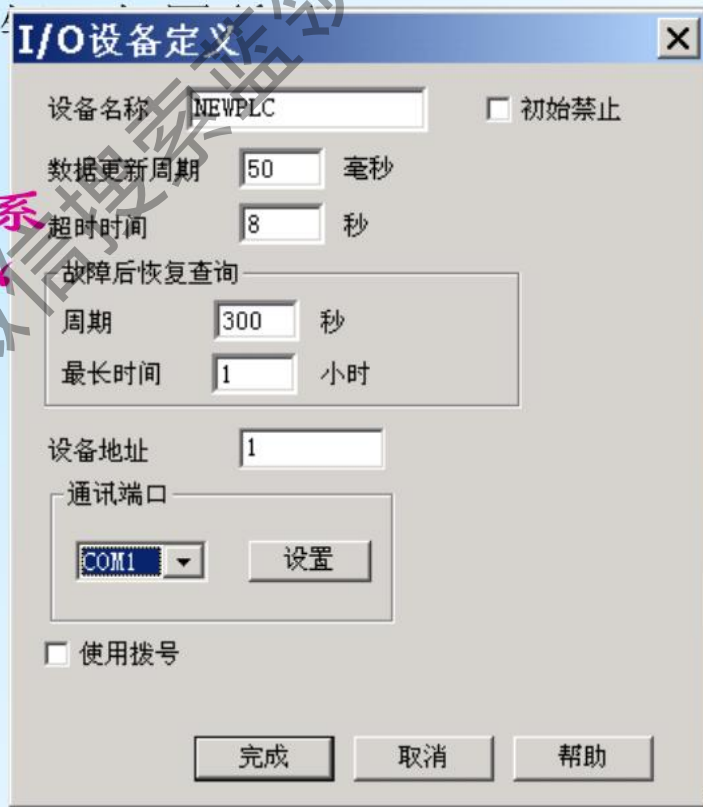 I/O设备定义
设备名称 NEWPLC 初始禁止
数据更新周期 50 毫秒
系
超时时间 8 秒
故障后恢复查询
周期 300 秒
最长时间 1 小时
设备地址 1
通讯端口
COM1 设置
使用拨号
完成 取消 帮助